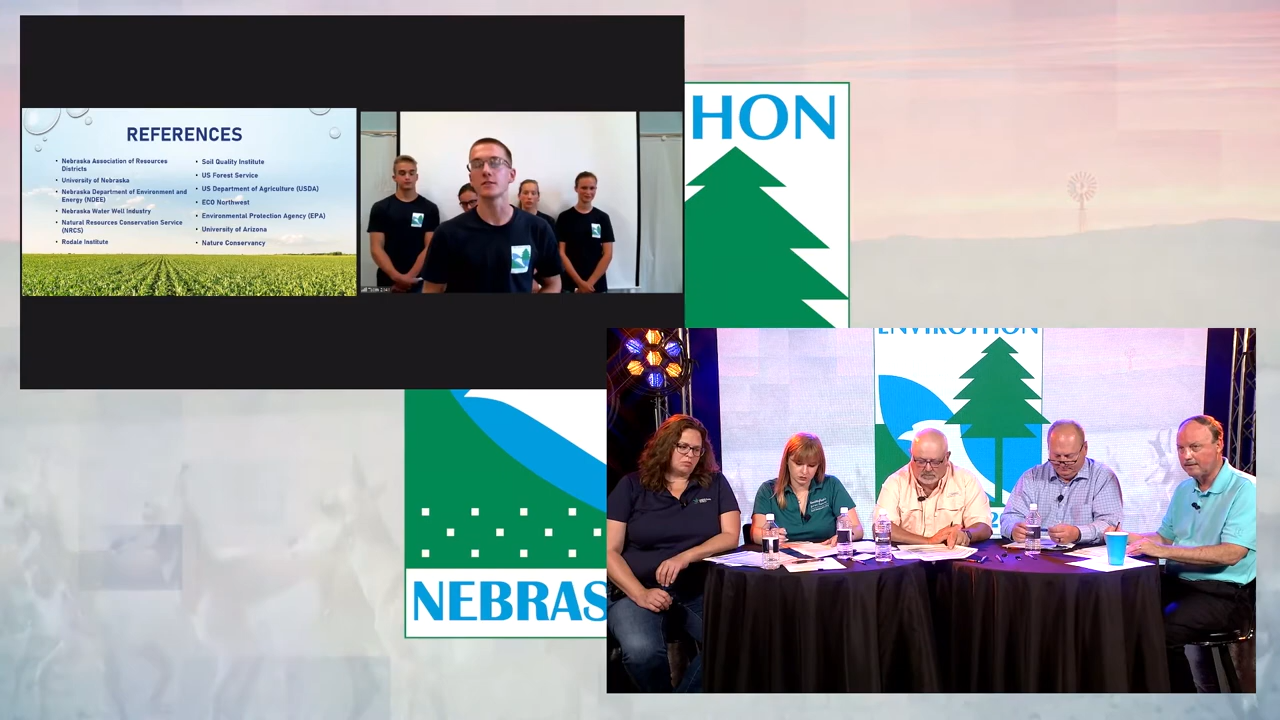 REFERENCES
• Nebraska Association of Resources
Districts
• University of Nebraska
• Nebraska Department of Environment and
Energy (NDEE)
• Nebraska Water Well Industry
• Natural Resources Conservation Service
(NRCS)
• Rodale Institute
• Soil Quality Institute
• US Forest Service
• US Department of Agriculture (USDA)
• ECO Northwest
• Environmental Protection Agency (EPA)
• University of Arizona
• Nature Conservancy
HON
ENVIROTHON
NEBRAS